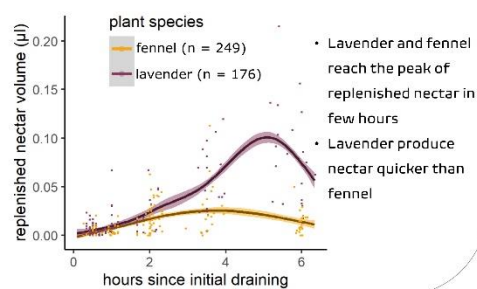 plant species
fennel (n = 249)
lavender (n = 176)
replenished nectar volume (µl)
0.20
0.15
0.10
0.05
0.00
0
2
4
6
hours since initial draining
• Lavender and fennel
reach the peak of
replenished nectar in
few hours
• Lavender produce
nectar quicker than
fennel